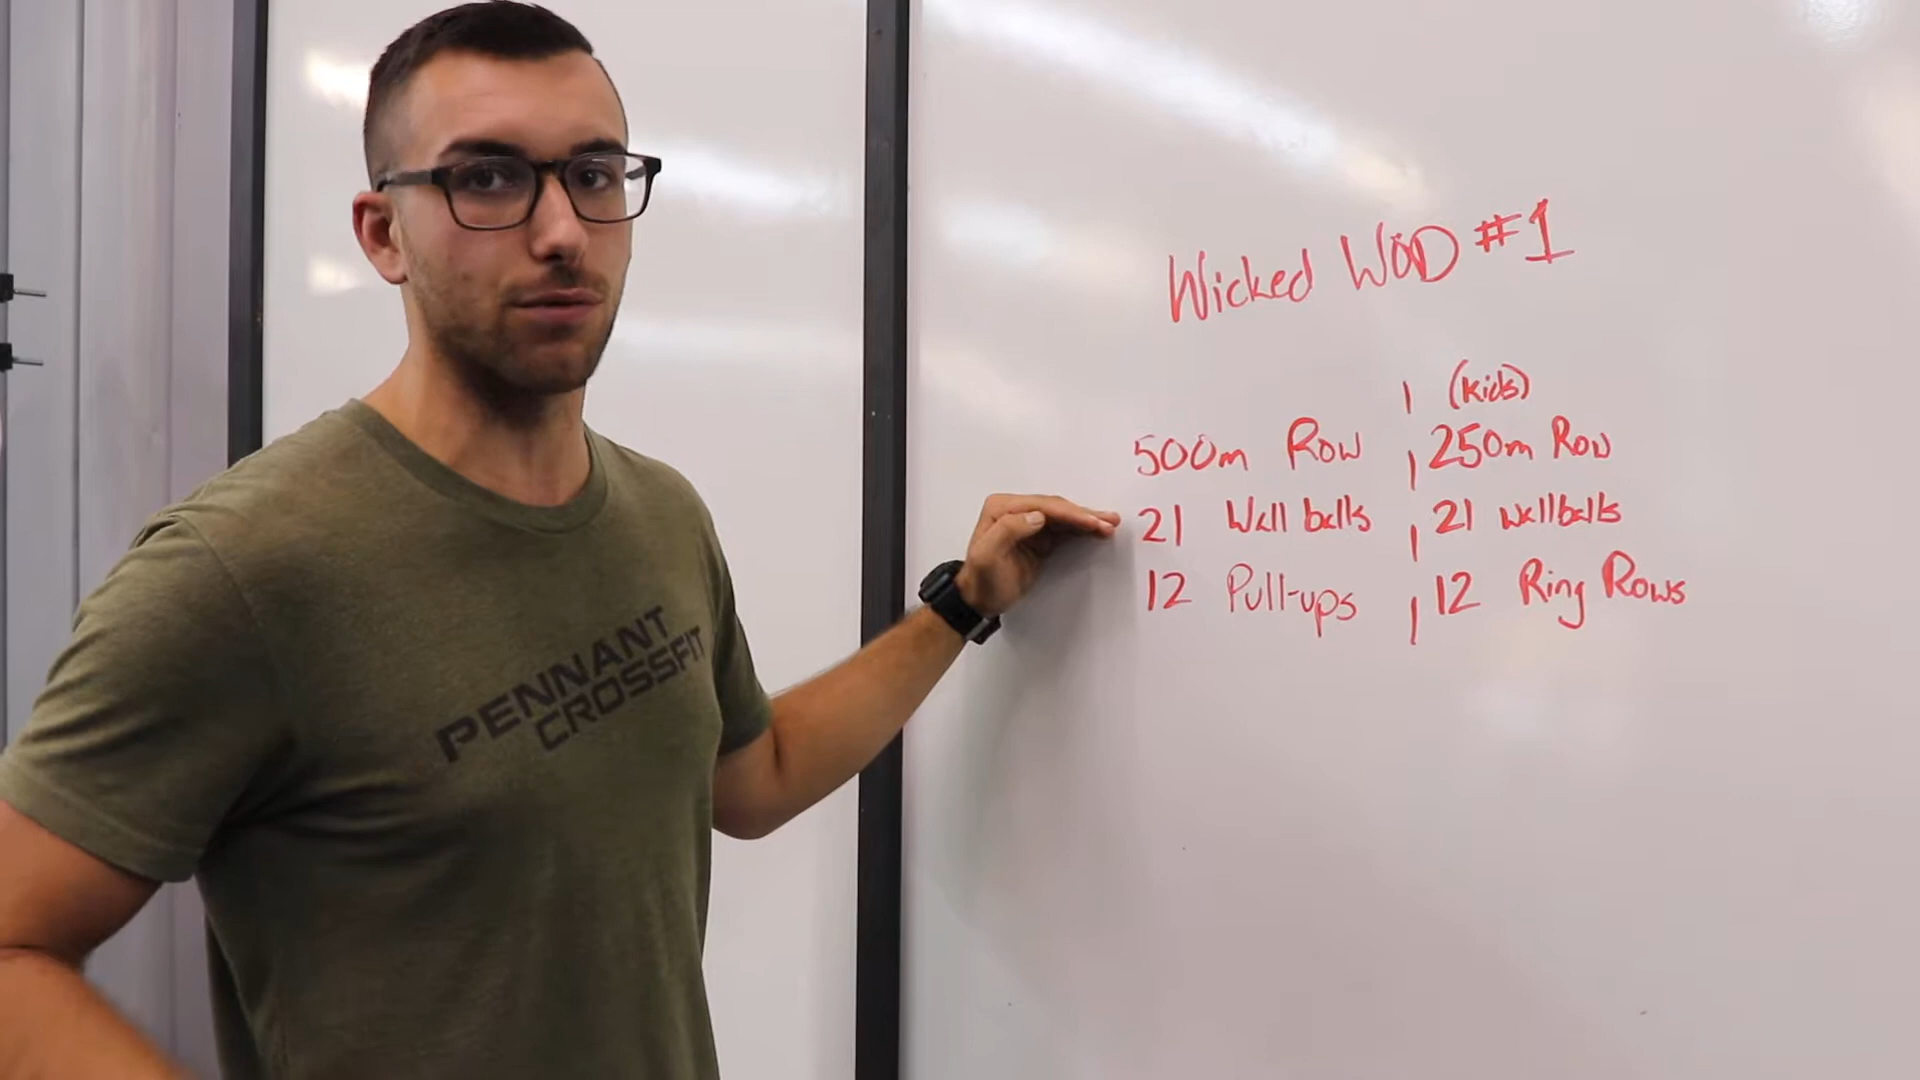 PENNANT
CROSSFIT
Wicked WOD #1
(kids)
500m Row | 250m Row
21 Wall balls | 21 wallballs
12 Pull-ups | 12 Ring Rows